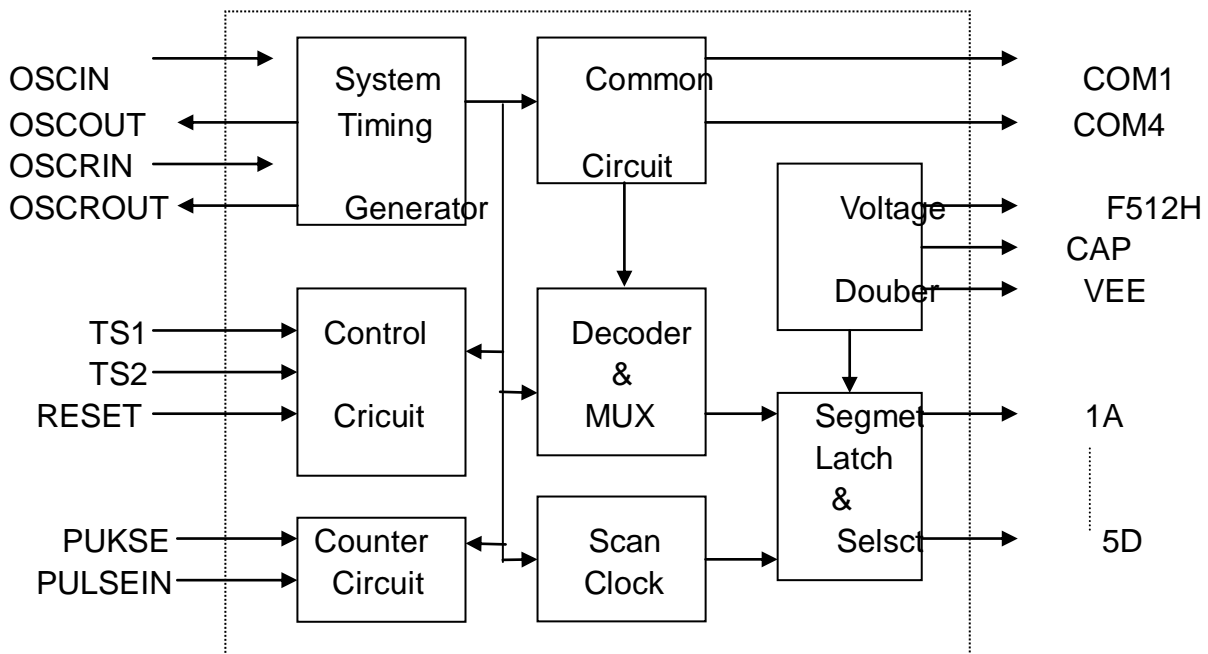 OSCIN
OSCOUT
OSCRIN
OSCROUT
System
Timing
Generator
Common
Circuit
COM1
COM4
Voltage
Douber
F512H
CAP
VEE
TS1
TS2
RESET
Control
Cricuit
Decoder
&
MUX
Segmet
Latch
&
Selsct
1A
5D
PUKSE
PULSEIN
Counter
Circuit
Scan
Clock